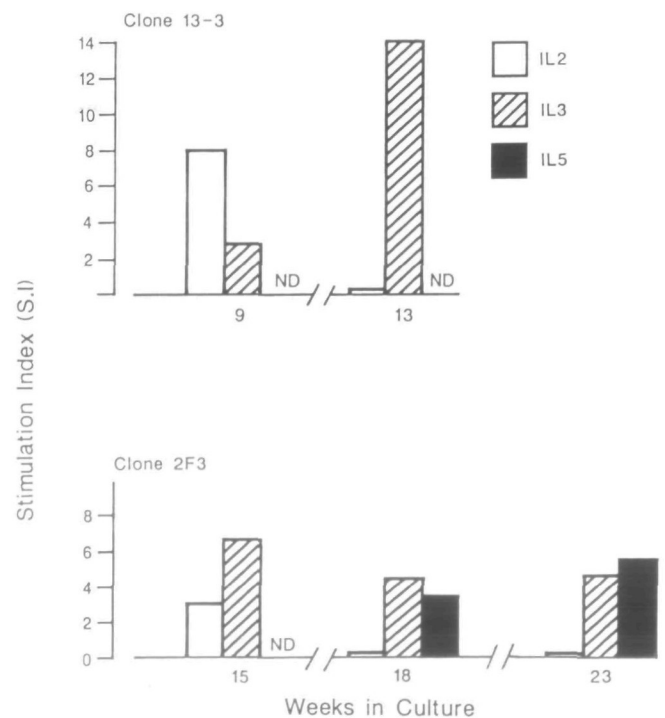 Clone 13-3
14
12
10
8
6
4
2
ND
ND
9
13
IL2
IL3
IL5
Stimulation Index (S.I)
Clone 2F3
8
6
4
2
0
ND
15
18
23
Weeks in Culture